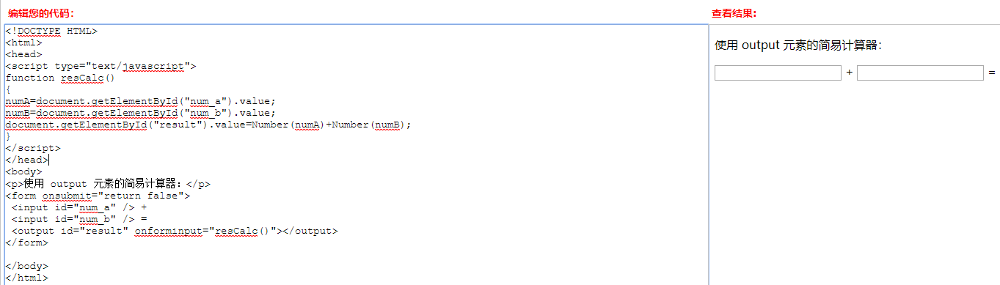 编辑您的代码：
查看结果:
<!DOCTYPE HTML>
<html>
<head>
<script type="text/javascript">
function resCalc()
{
numA=document.getElementById("num_a").value;
numB=document.getElementById("num_b").value;
document.getElementById("result").value=Number(numA)+Number(numB);
}
</script>
</head>
<body>
<p>使用 output 元素的简易计算器：</p>
<form onsubmit="return false">
 <input id="num_a" /> +
 <input id="num_b" /> =
 <output id="result" onforminput="resCalc()"></output>
</form>

</body>
</html>
使用 output 元素的简易计算器：
+ =